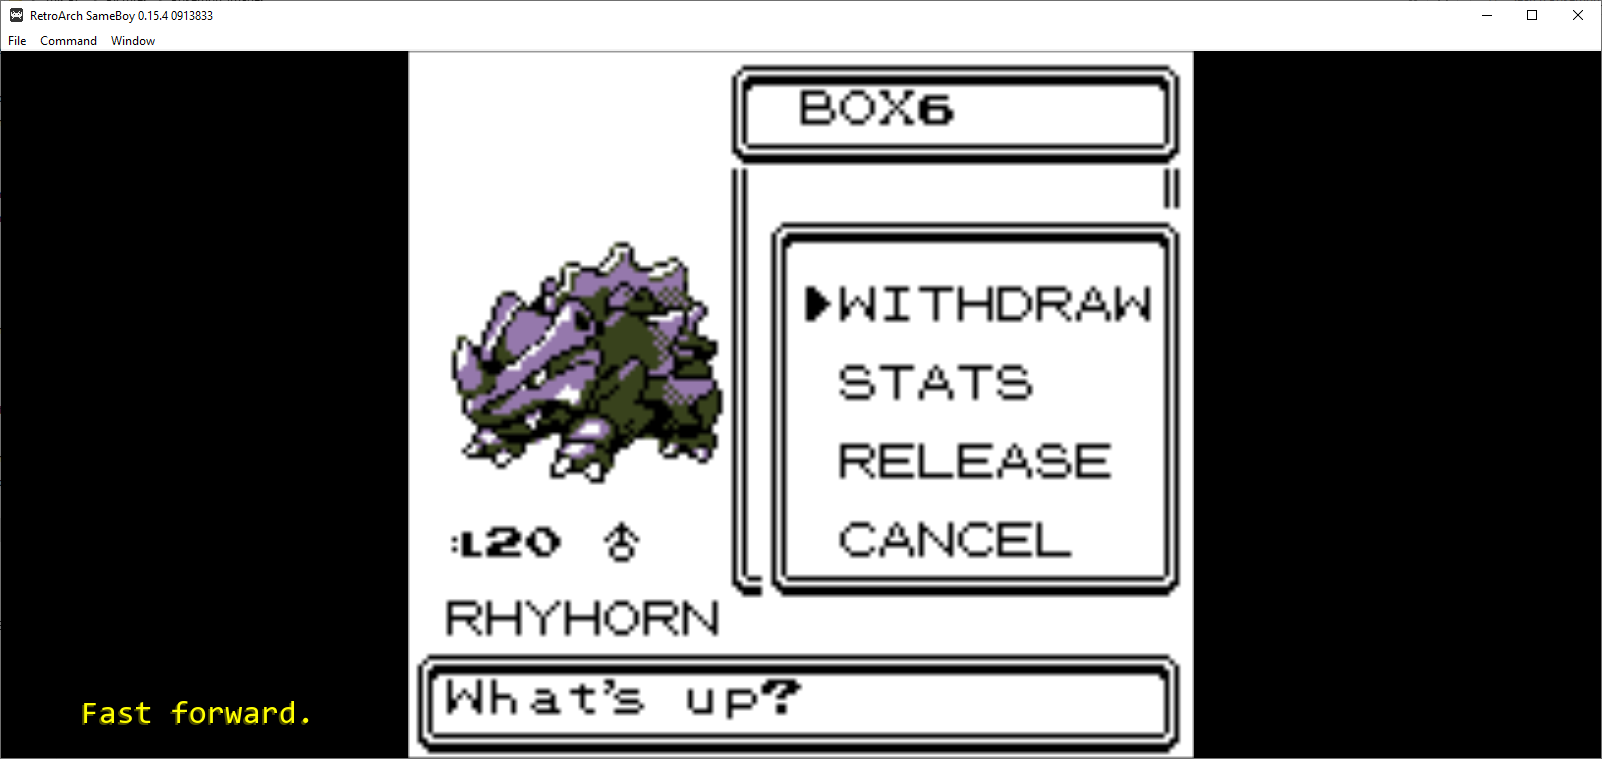 RetroArch SameBoy 0.15.4 0913833
File Command Window
BOX6
▶WITHDRAW
STATS
RELEASE
CANCEL
:L20 ♂
RHYHORN
What's up?
Fast forward.